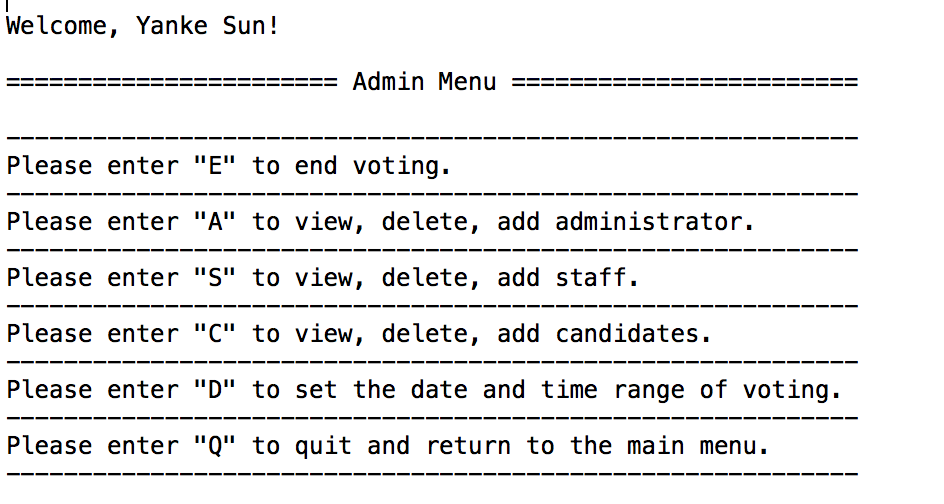 Welcome, Yanke Sun!
======================= Admin Menu ========================
-----------------------------------------------------------
Please enter "E" to end voting.
-----------------------------------------------------------
Please enter "A" to view, delete, add administrator.
-----------------------------------------------------------
Please enter "S" to view, delete, add staff.
-----------------------------------------------------------
Please enter "C" to view, delete, add candidates.
-----------------------------------------------------------
Please enter "D" to set the date and time range of voting.
-----------------------------------------------------------
Please enter "Q" to quit and return to the main menu.
-----------------------------------------------------------